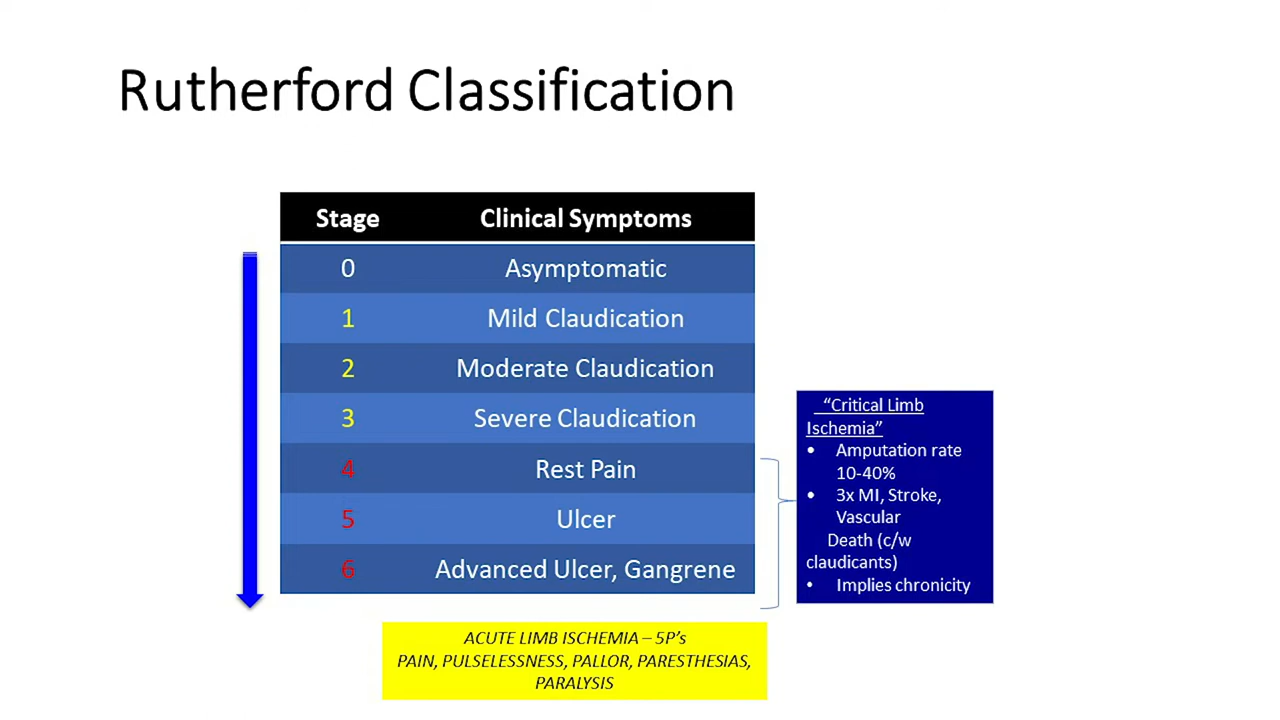 Rutherford Classification
Stage Clinical Symptoms
0 Asymptomatic
1 Mild Claudication
2 Moderate Claudication
3 Severe Claudication
4 Rest Pain
5 Ulcer
6 Advanced Ulcer, Gangrene
“Critical Limb
Ischemia”
• Amputation rate
10-40%
• 3x MI, Stroke,
Vascular
Death (c/w
claudicants)
• Implies chronicity
ACUTE LIMB ISCHEMIA – 5P’s
PAIN, PULSELESSNESS, PALLOR, PARESTHESIAS,
PARALYSIS